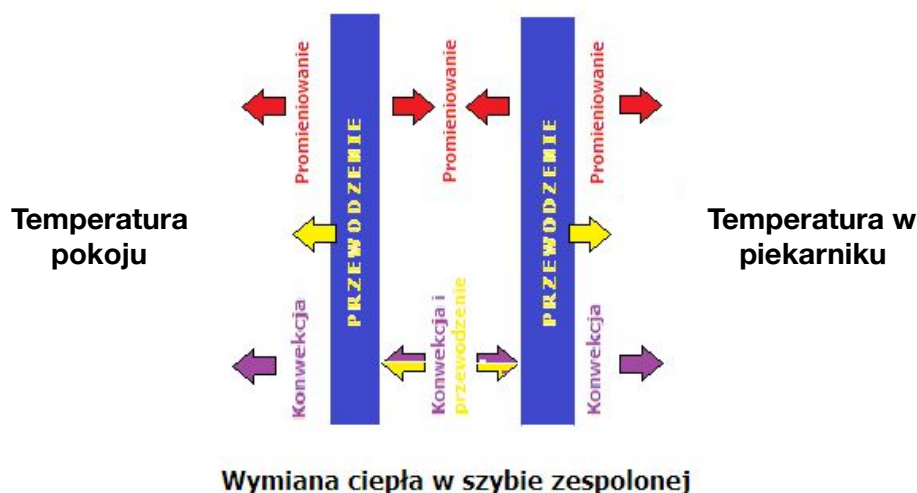 Promieniowanie
Promieniowanie
Promieniowanie
PRZEWODZENIE
PRZEWODZENIE
Temperatura
pokoju
Temperatura w
piekarniku
Konwekcja
Konwekcja i
przewodzenie
Konwekcja
Wymiana ciepła w szybie zespolonej